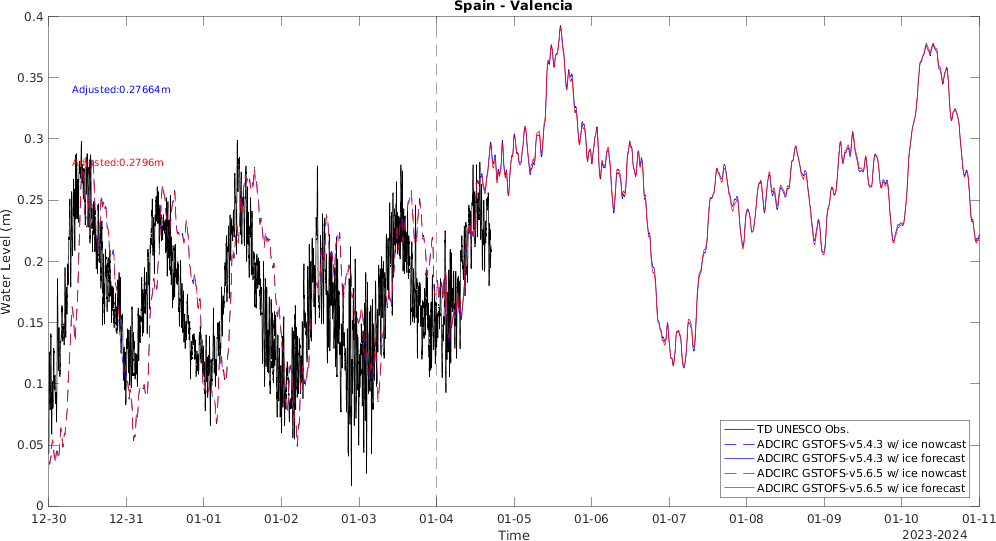 Spain - Valencia
0.4
0.35
0.3
0.25
0.2
0.15
0.1
0.05
0
Water Level (m)
Adjusted:0.27664m
Adjusted:0.2796m
TD UNESCO Obs.
ADCIRC GSTOFS-v5.4.3 w/ ice nowcast
ADCIRC GSTOFS-v5.4.3 w/ ice forecast
ADCIRC GSTOFS-v5.6.5 w/ ice nowcast
ADCIRC GSTOFS-v5.6.5 w/ ice forecast
12-30 12-31 01-01 01-02 01-03 01-04 01-05 01-06 01-07 01-08 01-09 01-10 01-11
Time
2023-2024